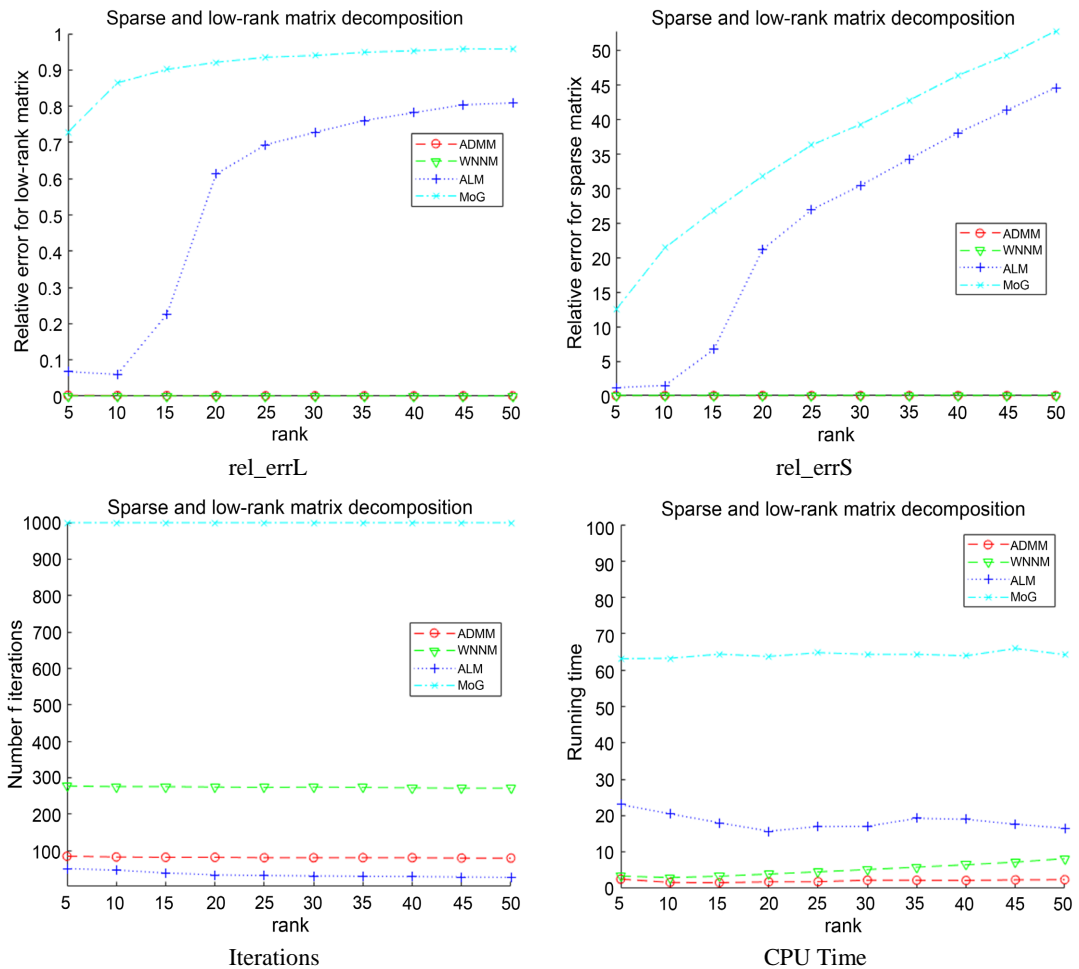 Sparse and low-rank matrix decomposition
Relative error for low-rank matrix
1
0.9
0.8
0.7
0.6
0.5
0.4
0.3
0.2
0.1
0
5 10 15 20 25 30 35 40 45 50
rank
ADMM
WNNM
ALM
MoG
rel_errL
Sparse and low-rank matrix decomposition
Relative error for sparse matrix
50
45
40
35
30
25
20
15
10
5
0
5 10 15 20 25 30 35 40 45 50
rank
ADMM
WNNM
ALM
MoG
rel_errS
Sparse and low-rank matrix decomposition
Number f iterations
1000
900
800
700
600
500
400
300
200
100
5 10 15 20 25 30 35 40 45 50
rank
ADMM
WNNM
ALM
MoG
Iterations
Sparse and low-rank matrix decomposition
Running time
100
90
80
70
60
50
40
30
20
10
0
5 10 15 20 25 30 35 40 45 50
rank
ADMM
WNNM
ALM
MoG
CPU Time